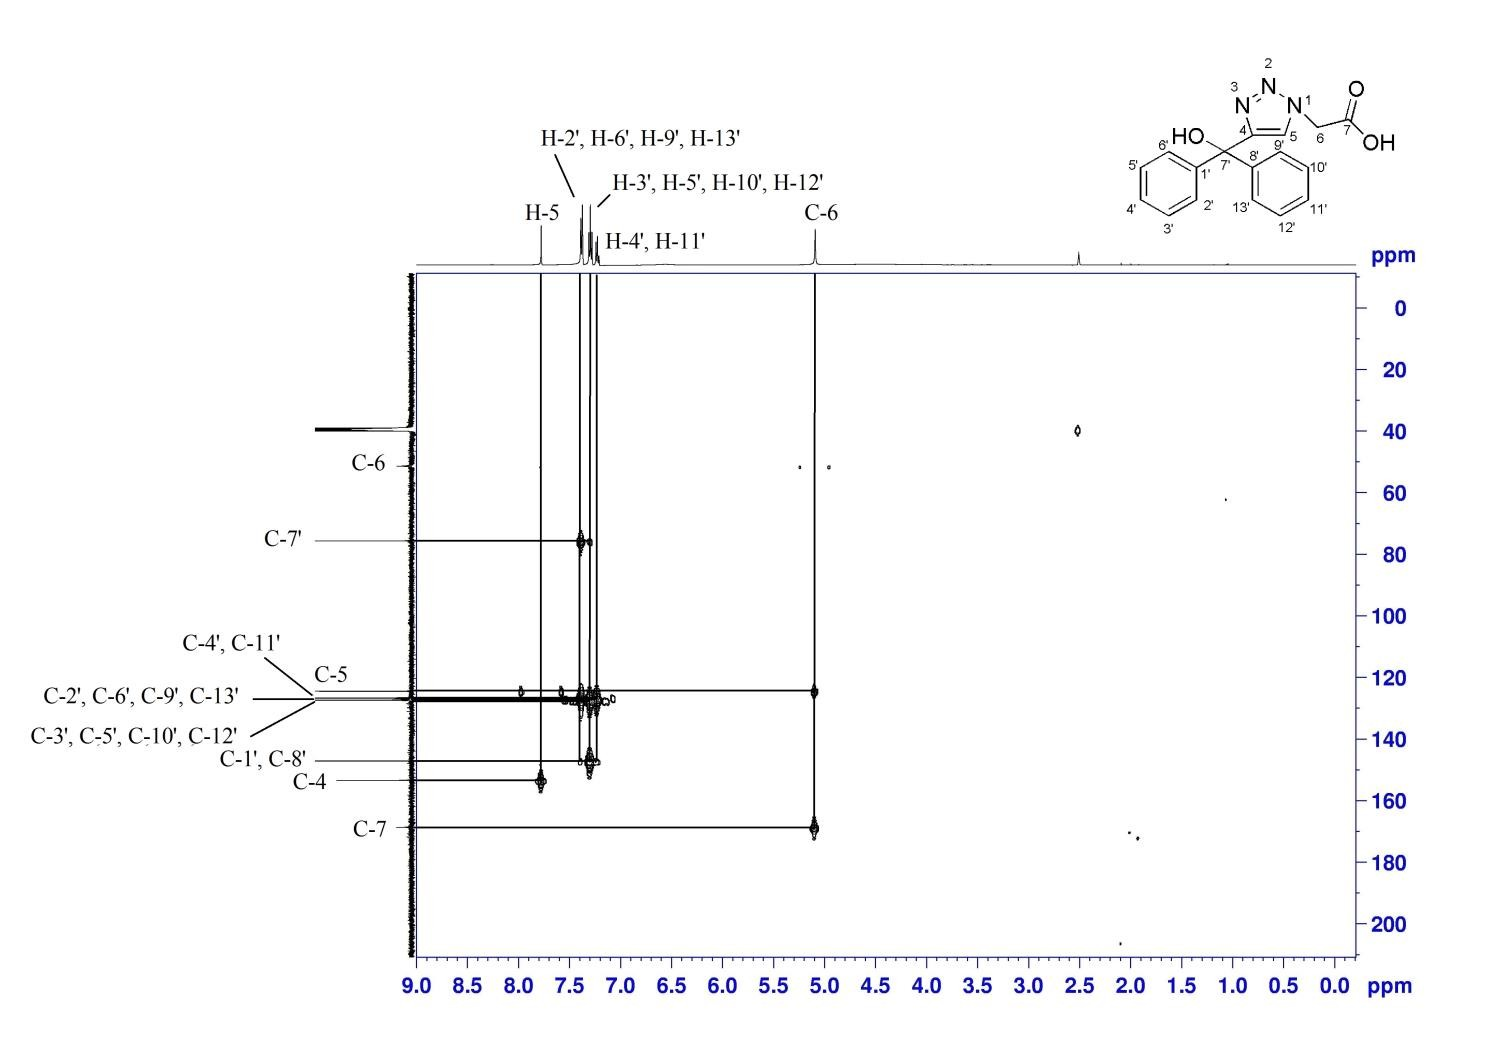 2
3
N
N
N
1
O
HO
4
5
6
7
OH
6'
9'
5'
8'
10'
1'
7'
4'
2'
13'
11'
3'
12'
H-2', H-6', H-9', H-13'
H-3', H-5', H-10', H-12'
H-5
C-6
H-4', H-11'
ppm
0
20
40
C-6
60
C-7'
80
100
C-4', C-11'
C-5
120
C-2', C-6', C-9', C-13'
C-3', C-5', C-10', C-12'
140
C-1', C-8'
C-4
160
C-7
180
200
9.0 8.5 8.0 7.5 7.0 6.5 6.0 5.5 5.0 4.5 4.0 3.5 3.0 2.5 2.0 1.5 1.0 0.5 0.0 ppm